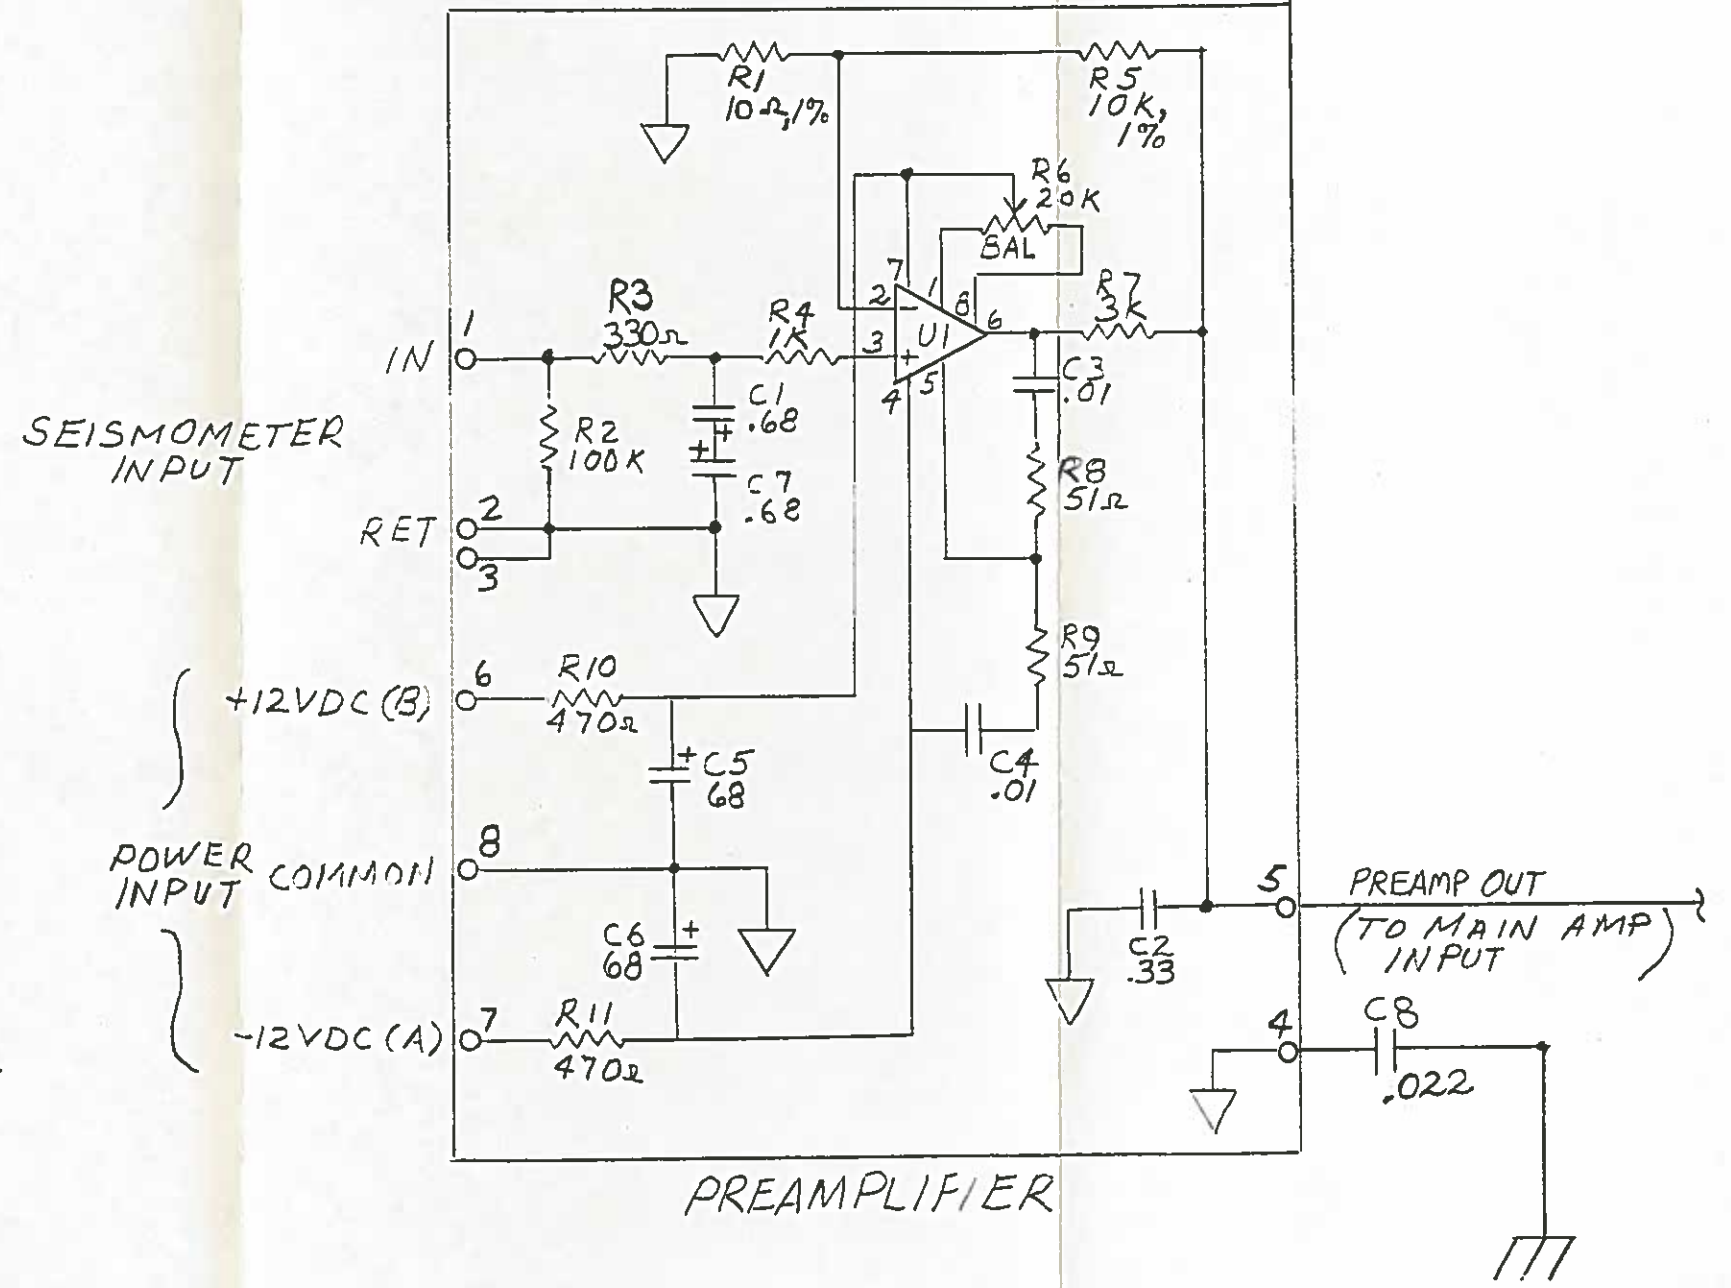 R1
10Ω,1%
R5
10K,
1%
R6
20K
BAL
7
1
8
2
3
4
5
6
U1
-
+
R7
3K
R3
330Ω
R4
1K
1
IN
C1
.68
+
+
C7
.68
R2
100K
C3
.01
R8
51Ω
SEISMOMETER
INPUT
2
RET
3
R9
51Ω
C4
.01
6
+12VDC(B)
R10
470Ω
+
C5
68
POWER
INPUT
8
COMMON
+
C6
68
7
-12VDC(A)
R11
470Ω
5
PREAMP OUT
(TO MAIN AMP)
INPUT
C2
.33
4
C8
.022
PREAMPLIFIER